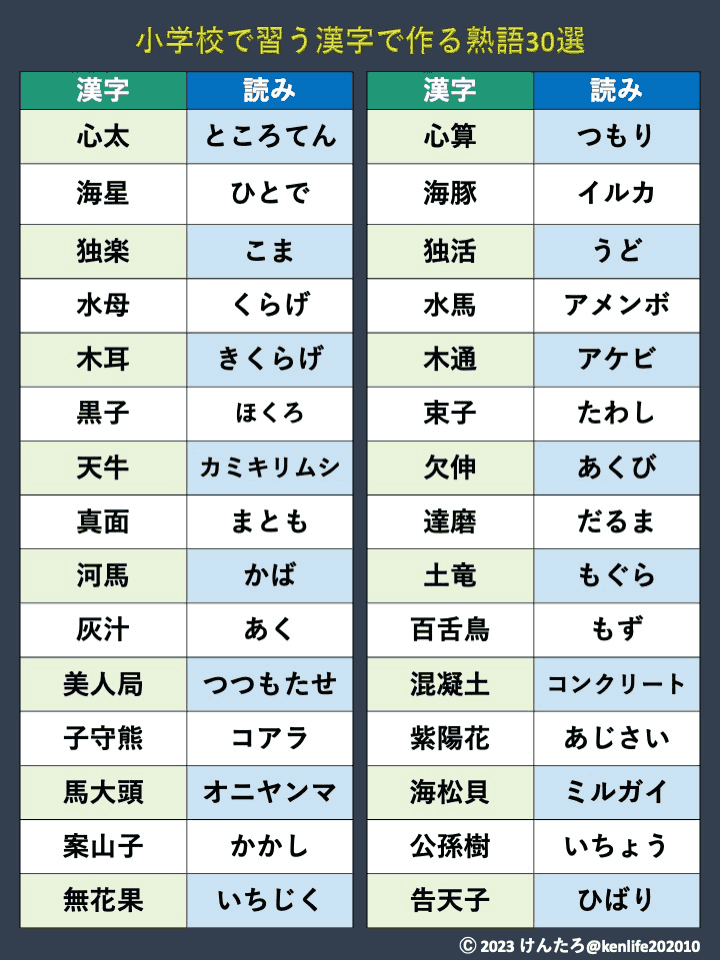 小学校で習う漢字で作る熟語30選
漢字 読み 漢字 読み
心太 ところてん 心算 つもり
海星 ひとで 海豚 イルカ
独楽 こま 独活 うど
水母 くらげ 水馬 アメンボ
木耳 きくらげ 木通 アケビ
黒子 ほくろ 束子 たわし
天牛 カミキリムシ 欠伸 あくび
真面 まとも 達磨 だるま
河馬 かば 土竜 もぐら
灰汁 あく 百舌鳥 もず
美人局 つつもたせ 混凝土 コンクリート
子守熊 コアラ 紫陽花 あじさい
馬大頭 オニヤンマ 海松貝 ミルガイ
案山子 かかし 公孫樹 いちょう
無花果 いちじく 告天子 ひばり
Ⓒ 2023 けんたろ@kenlife202010